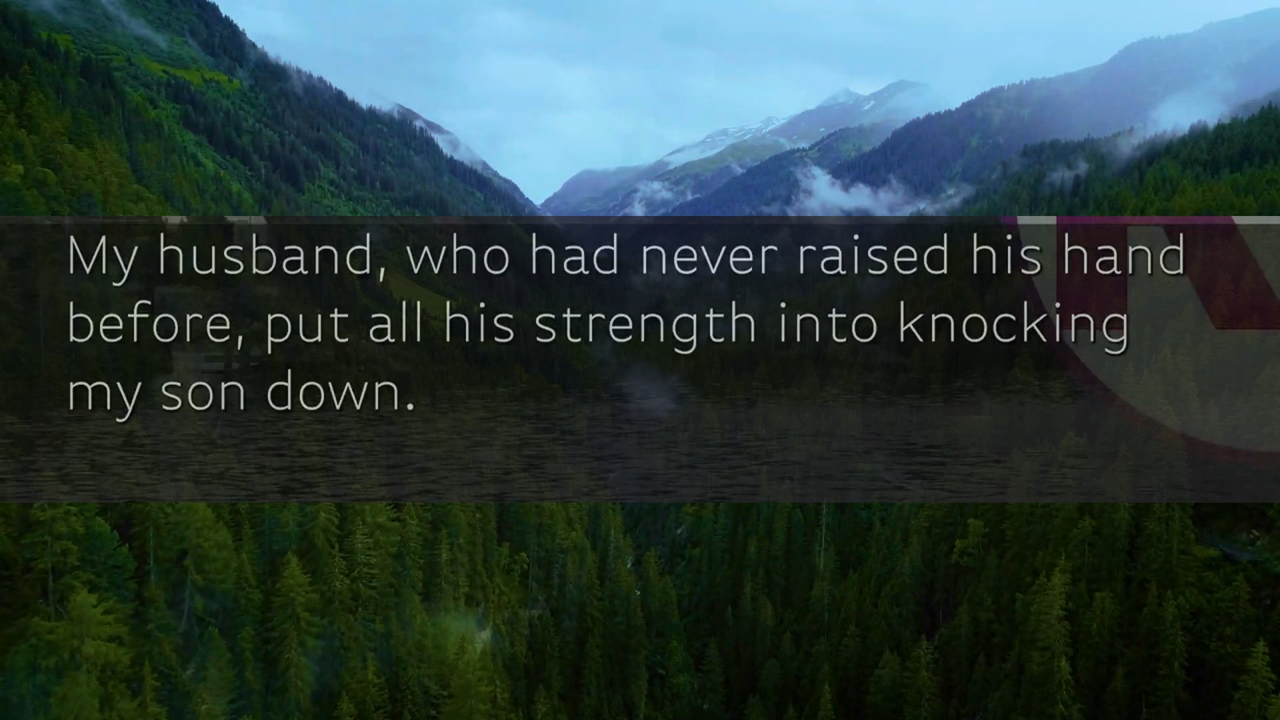 My husband, who had never raised his hand
before, put all his strength into knocking
my son down.